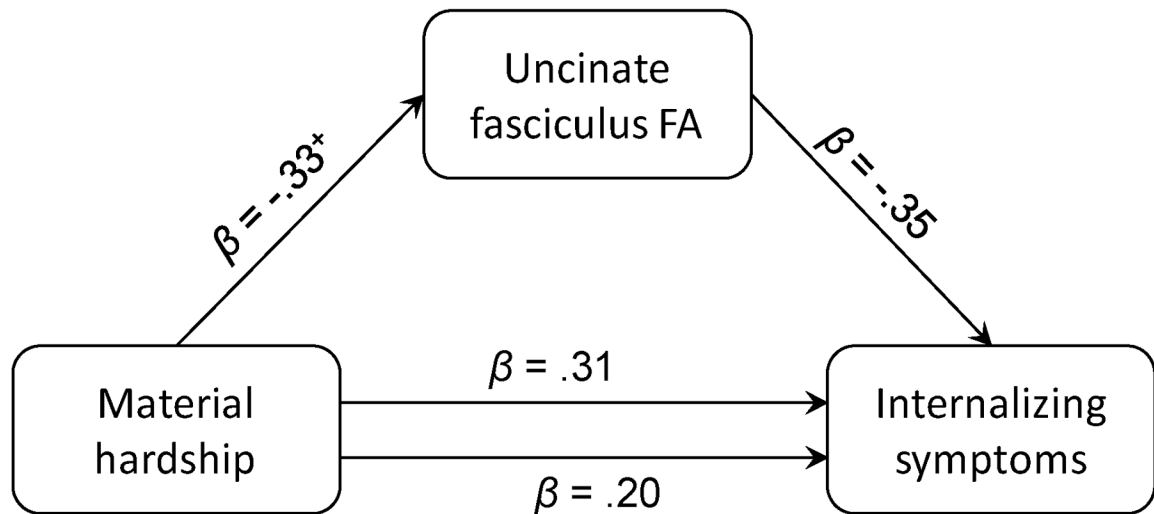 Uncinate
fasciculus FA
β = -.33⁺
β = -.35
Material
hardship
β = .31
β = .20
Internalizing
symptoms